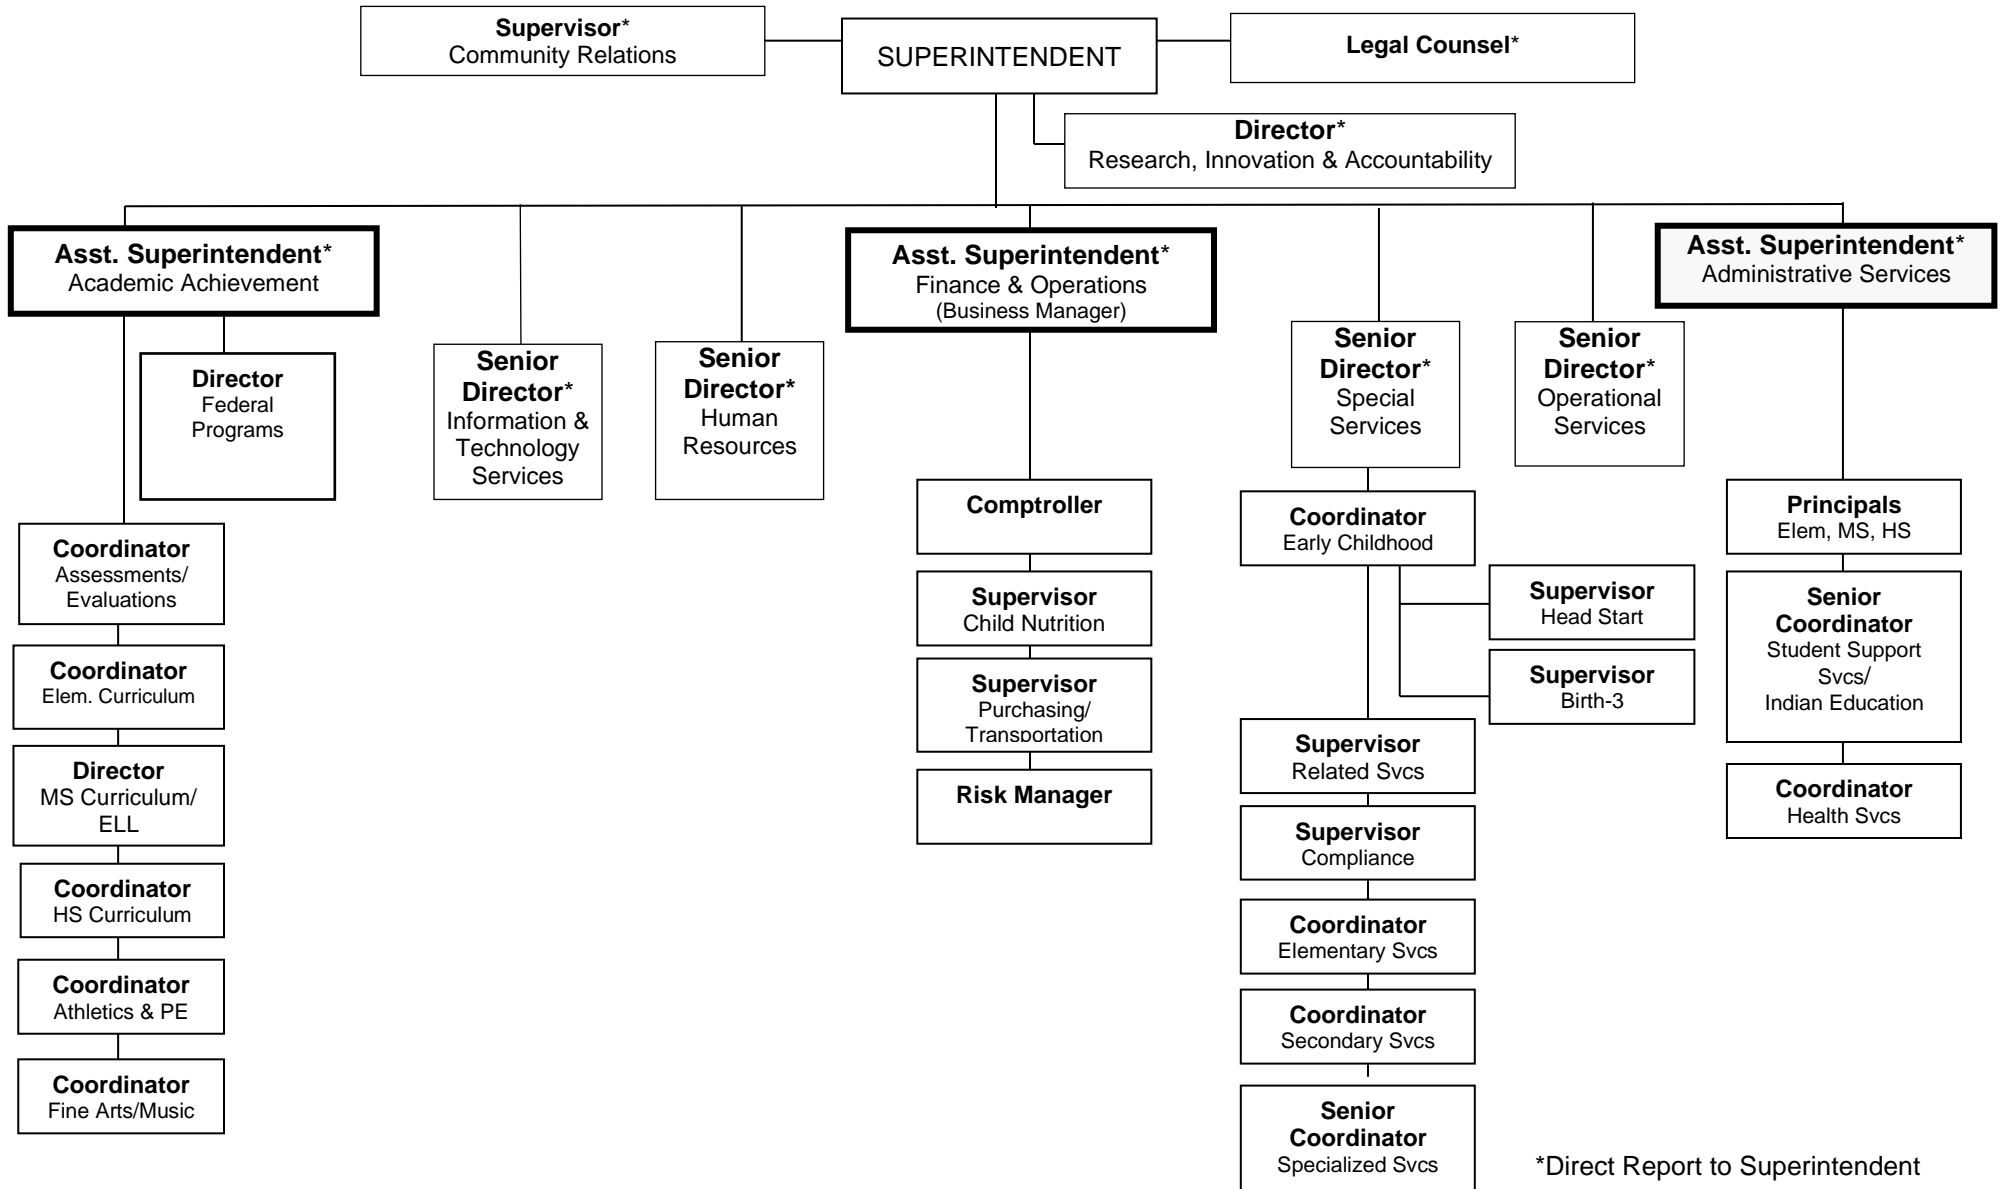 Supervisor*
Community Relations
SUPERINTENDENT
Legal Counsel*
Director*
Research, Innovation & Accountability
Asst. Superintendent*
Academic Achievement
Asst. Superintendent*
Finance & Operations
(Business Manager)
Asst. Superintendent*
Administrative Services
Director
Federal
Programs
Senior
Director*
Information &
Technology
Services
Senior
Director*
Human
Resources
Senior
Director*
Special
Services
Senior
Director*
Operational
Services
Coordinator
Assessments/
Evaluations
Coordinator
Elem. Curriculum
Director
MS Curriculum/
ELL
Coordinator
HS Curriculum
Coordinator
Athletics & PE
Coordinator
Fine Arts/Music
Comptroller
Supervisor
Child Nutrition
Supervisor
Purchasing/
Transportation
Risk Manager
Coordinator
Early Childhood
Supervisor
Head Start
Supervisor
Birth-3
Supervisor
Related Svcs
Supervisor
Compliance
Coordinator
Elementary Svcs
Coordinator
Secondary Svcs
Senior
Coordinator
Specialized Svcs
Principals
Elem, MS, HS
Senior
Coordinator
Student Support
Svcs/
Indian Education
Coordinator
Health Svcs
*Direct Report to Superintendent